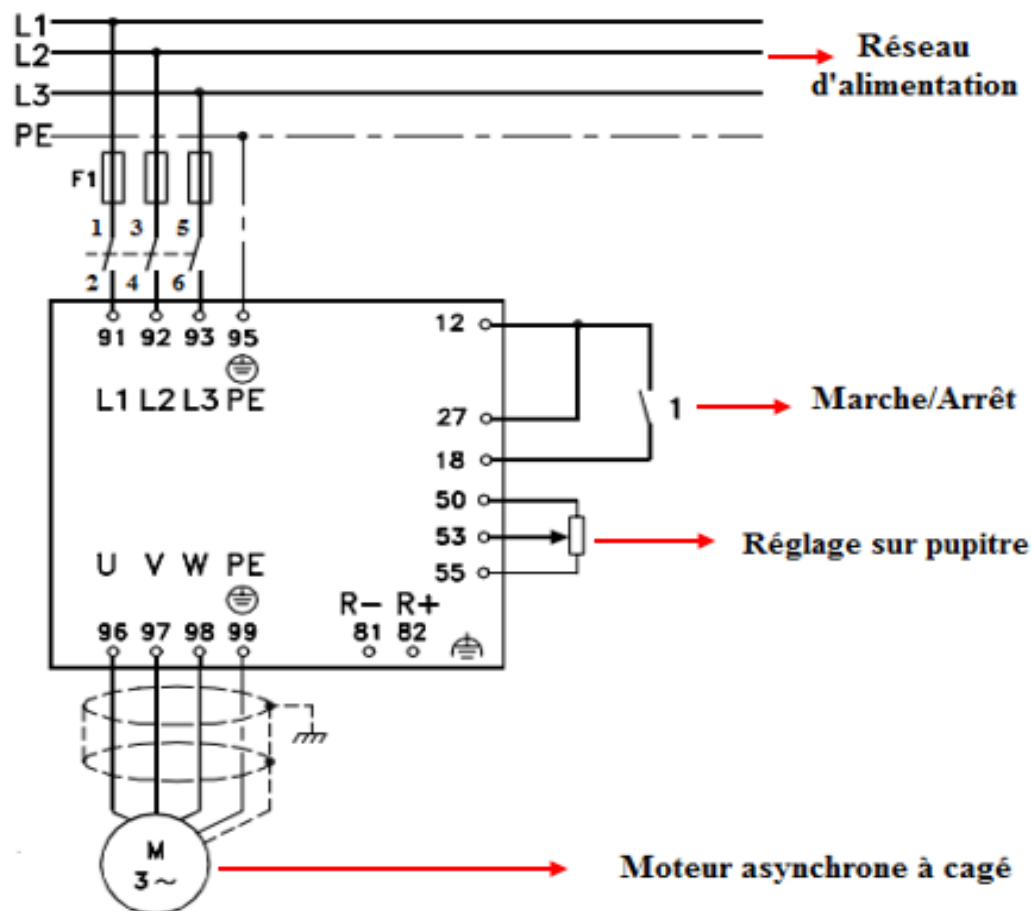 L1
L2
L3
PE
Réseau
d'alimentation
F1
1 3 5
2 4 6
91 92 93 95
L1 L2 L3 PE
12
27
18
1
Marche/Arrêt
50
53
55
Réglage sur pupitre
U V W PE
96 97 98 99
R- R+
81 82
M
3~
Moteur asynchrone à cagé